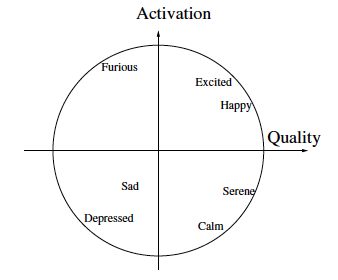 Activation
Furious
Excited
Happy
Quality
Sad
Serene
Depressed
Calm